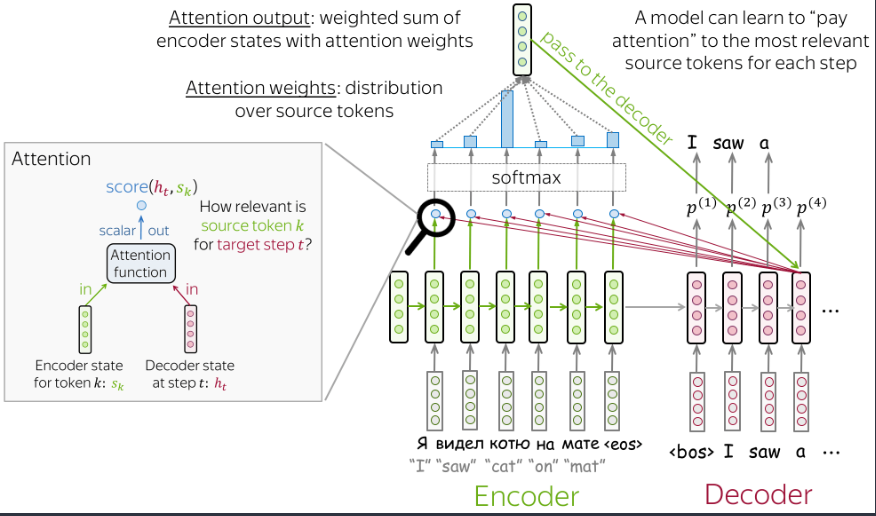 Attention output: weighted sum of
encoder states with attention weights
A model can learn to “pay
attention” to the most relevant
source tokens for each step
Attention weights: distribution
over source tokens
pass to the decoder
Attention
score(hₜ, sₖ)
How relevant is
source token k
for target step t?
scalar out
Attention
function
in in
Encoder state
for token k: sₖ
Decoder state
at step t: hₜ
softmax
I saw a
p⁽¹⁾ p⁽²⁾ p⁽³⁾ p⁽⁴⁾
...
Я видел котю на мате <eos>
“I” “saw” “cat” “on” “mat”
<bos> I saw a ...
Encoder
Decoder